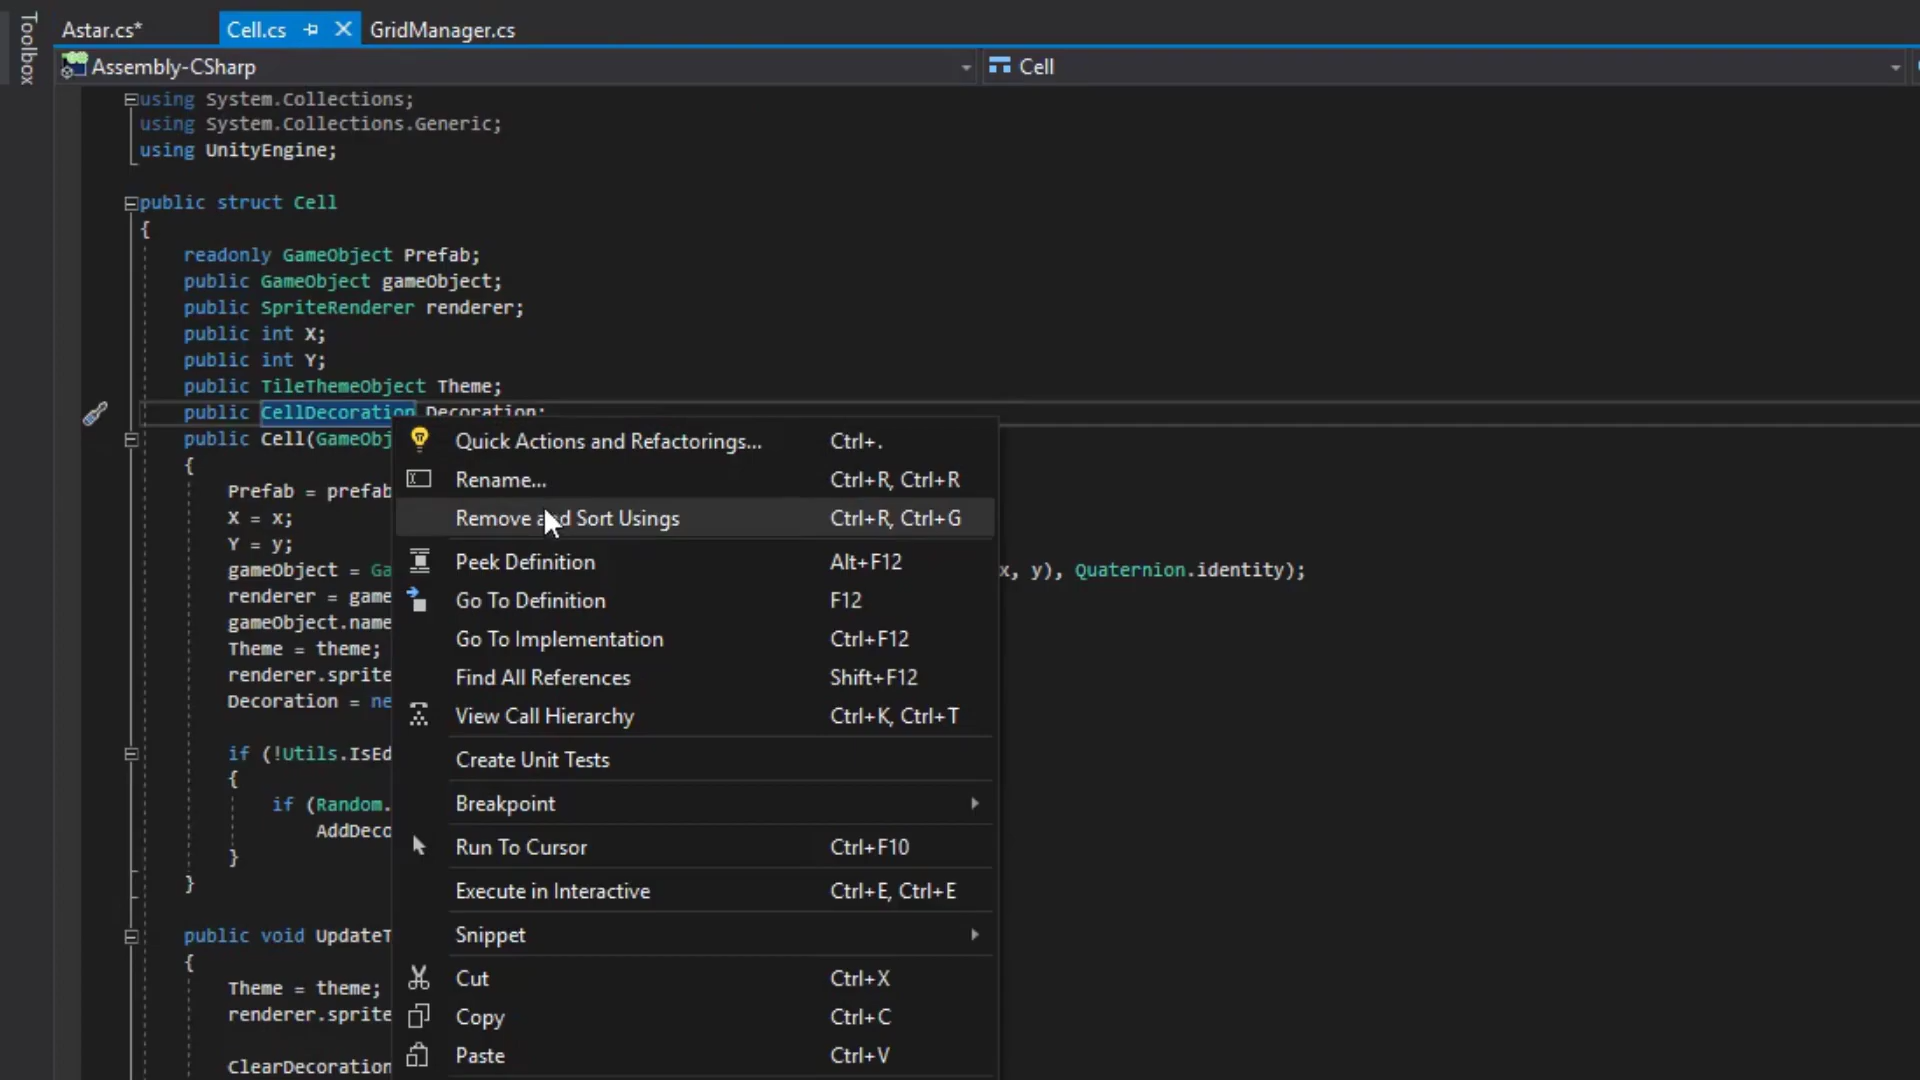 Toolbox
Astar.cs*
Cell.cs
GridManager.cs
Assembly-CSharp
Cell
using System.Collections;
using System.Collections.Generic;
using UnityEngine;
public struct Cell
{
readonly GameObject Prefab;
public GameObject gameObject;
public SpriteRenderer renderer;
public int X;
public int Y;
public TileThemeObject Theme;
public CellDecoration Decoration;
public Cell(GameObj
{
Prefab = prefab
X = x;
Y = y;
gameObject = Ga x, y), Quaternion.identity);
renderer = game
gameObject.name
Theme = theme;
renderer.sprite
Decoration = ne
if (!Utils.IsEd
{
if (Random.
AddDeco
}
}
public void UpdateT
{
Theme = theme;
renderer.sprite
ClearDecoration
Quick Actions and Refactorings... Ctrl+.
Rename... Ctrl+R, Ctrl+R
Remove and Sort Usings Ctrl+R, Ctrl+G
Peek Definition Alt+F12
Go To Definition F12
Go To Implementation Ctrl+F12
Find All References Shift+F12
View Call Hierarchy Ctrl+K, Ctrl+T
Create Unit Tests
Breakpoint
Run To Cursor Ctrl+F10
Execute in Interactive Ctrl+E, Ctrl+E
Snippet
Cut Ctrl+X
Copy Ctrl+C
Paste Ctrl+V